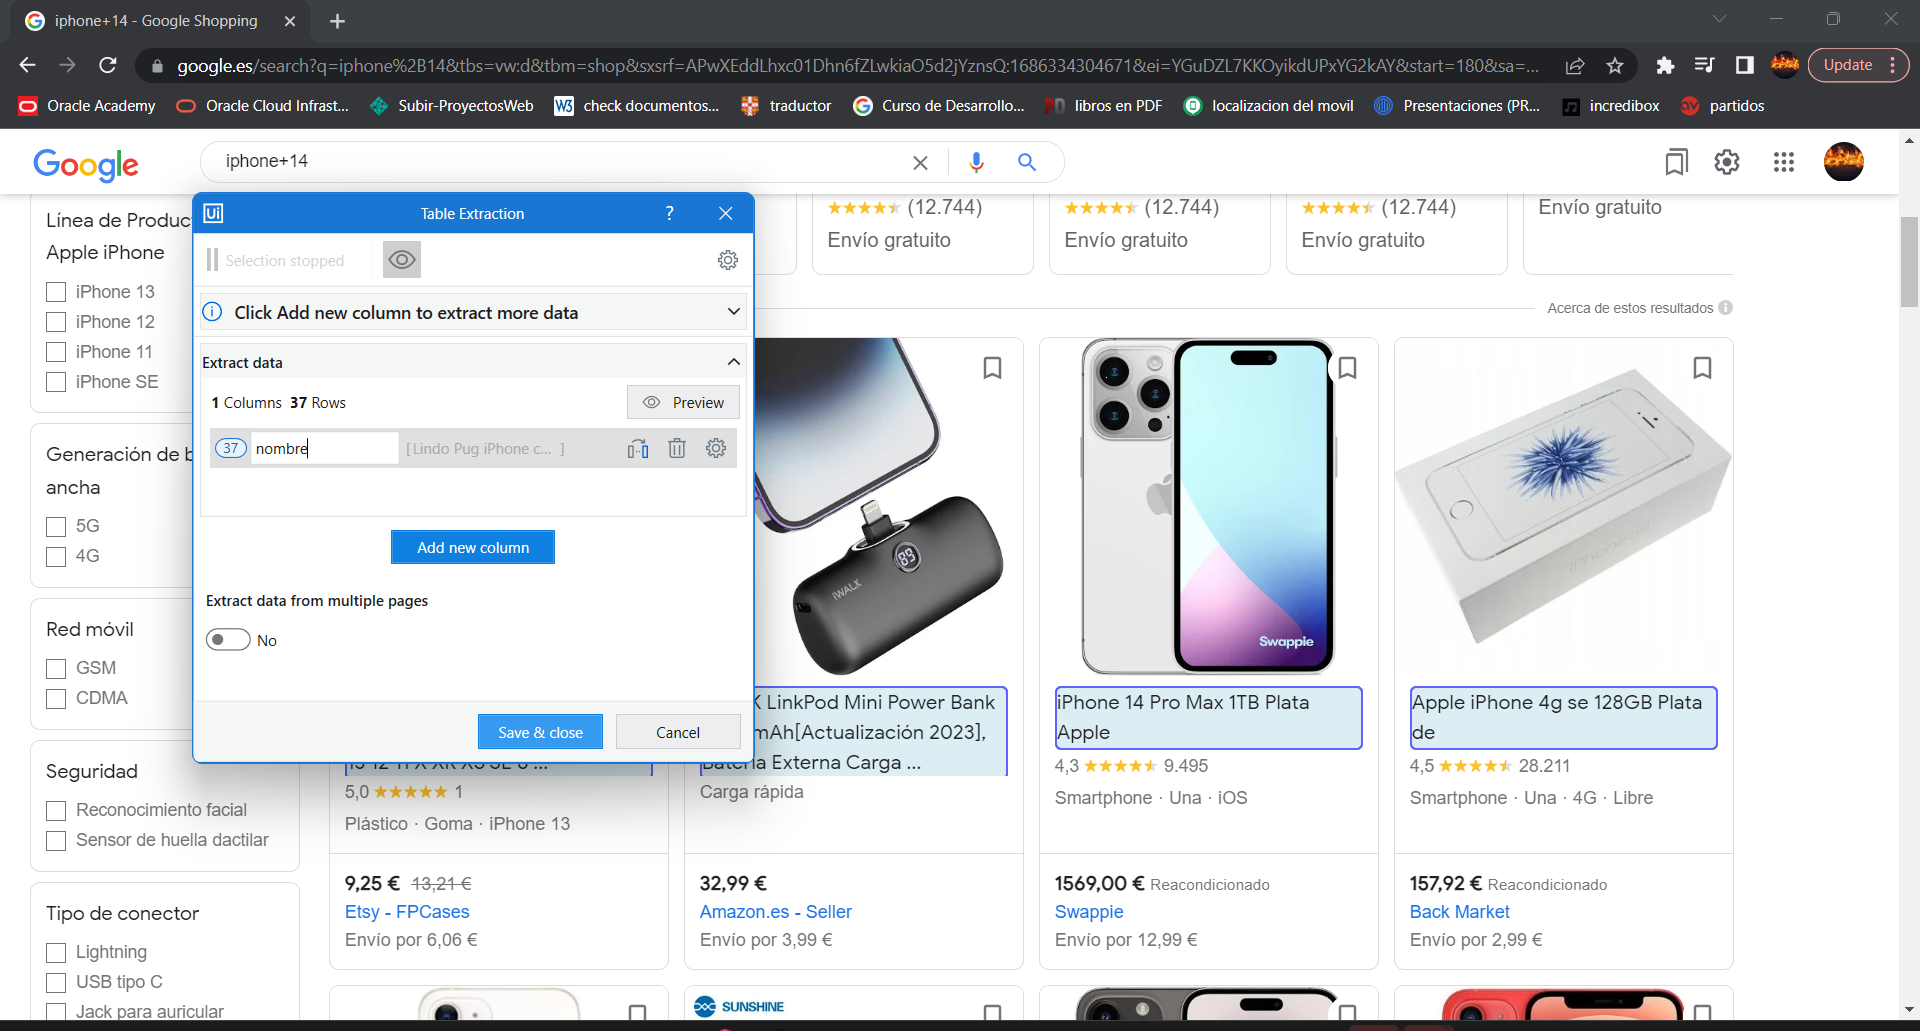 iphone+14 - Google Shopping
google.es/search?q=iphone%2B14&tbs=vw:d&tbm=shop&sxsrf=APwXEddLhxc01Dhn6fZLwkiaO5d2jYznsQ:1686334304671&ei=YGuDZL7KKOyikdUPxYG2kAY&start=180&sa=...
Update
Oracle Academy
Oracle Cloud Infrast...
Subir-ProyectosWeb
W3 check documentos...
traductor
Curso de Desarrollo...
libros en PDF
localizacion del movil
Presentaciones (PR...
incredibox
partidos
Google
iphone+14
Línea de Produc
Apple iPhone
iPhone 13
iPhone 12
iPhone 11
iPhone SE
Generación de b
ancha
5G
4G
Red móvil
GSM
CDMA
Seguridad
Reconocimiento facial
Sensor de huella dactilar
Tipo de conector
Lightning
USB tipo C
Jack para auricular
Ui Table Extraction ?
Selection stopped
Click Add new column to extract more data
Extract data
1 Columns 37 Rows
Preview
37 nombre [ Lindo Pug iPhone c... ]
Add new column
Extract data from multiple pages
No
Save & close
Cancel
(12.744)
Envío gratuito
(12.744)
Envío gratuito
(12.744)
Envío gratuito
Envío gratuito
Acerca de estos resultados
5,0 1
Plástico · Goma · iPhone 13
9,25 € 13,21 €
Etsy - FPCases
Envío por 6,06 €
iWALK
89
K LinkPod Mini Power Bank
mAh[Actualización 2023],
Batería Externa Carga ...
Carga rápida
32,99 €
Amazon.es - Seller
Envío por 3,99 €
Swappie
iPhone 14 Pro Max 1TB Plata
Apple
4,3 9.495
Smartphone · Una · iOS
1569,00 € Reacondicionado
Swappie
Envío por 12,99 €
Apple iPhone 4g se 128GB Plata
de
4,5 28.211
Smartphone · Una · 4G · Libre
157,92 € Reacondicionado
Back Market
Envío por 2,99 €
SUNSHINE